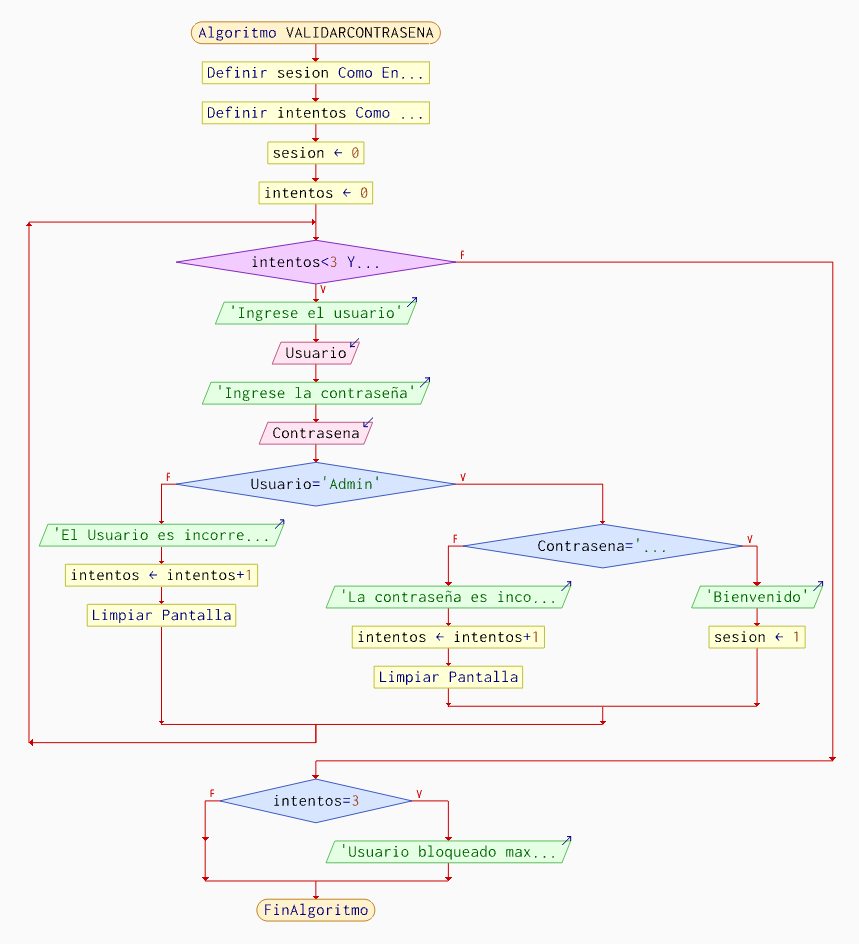 Algoritmo VALIDARCONTRASENA
Definir sesion Como En...
Definir intentos Como ...
sesion ← 0
intentos ← 0
intentos<3 Y...
F
V
'Ingrese el usuario'
Usuario
'Ingrese la contraseña'
Contrasena
F
Usuario='Admin'
V
'El Usuario es incorre...
intentos ← intentos+1
Limpiar Pantalla
F
Contrasena='...
V
'La contraseña es inco...
intentos ← intentos+1
Limpiar Pantalla
'Bienvenido'
sesion ← 1
F
intentos=3
V
'Usuario bloqueado max...
FinAlgoritmo